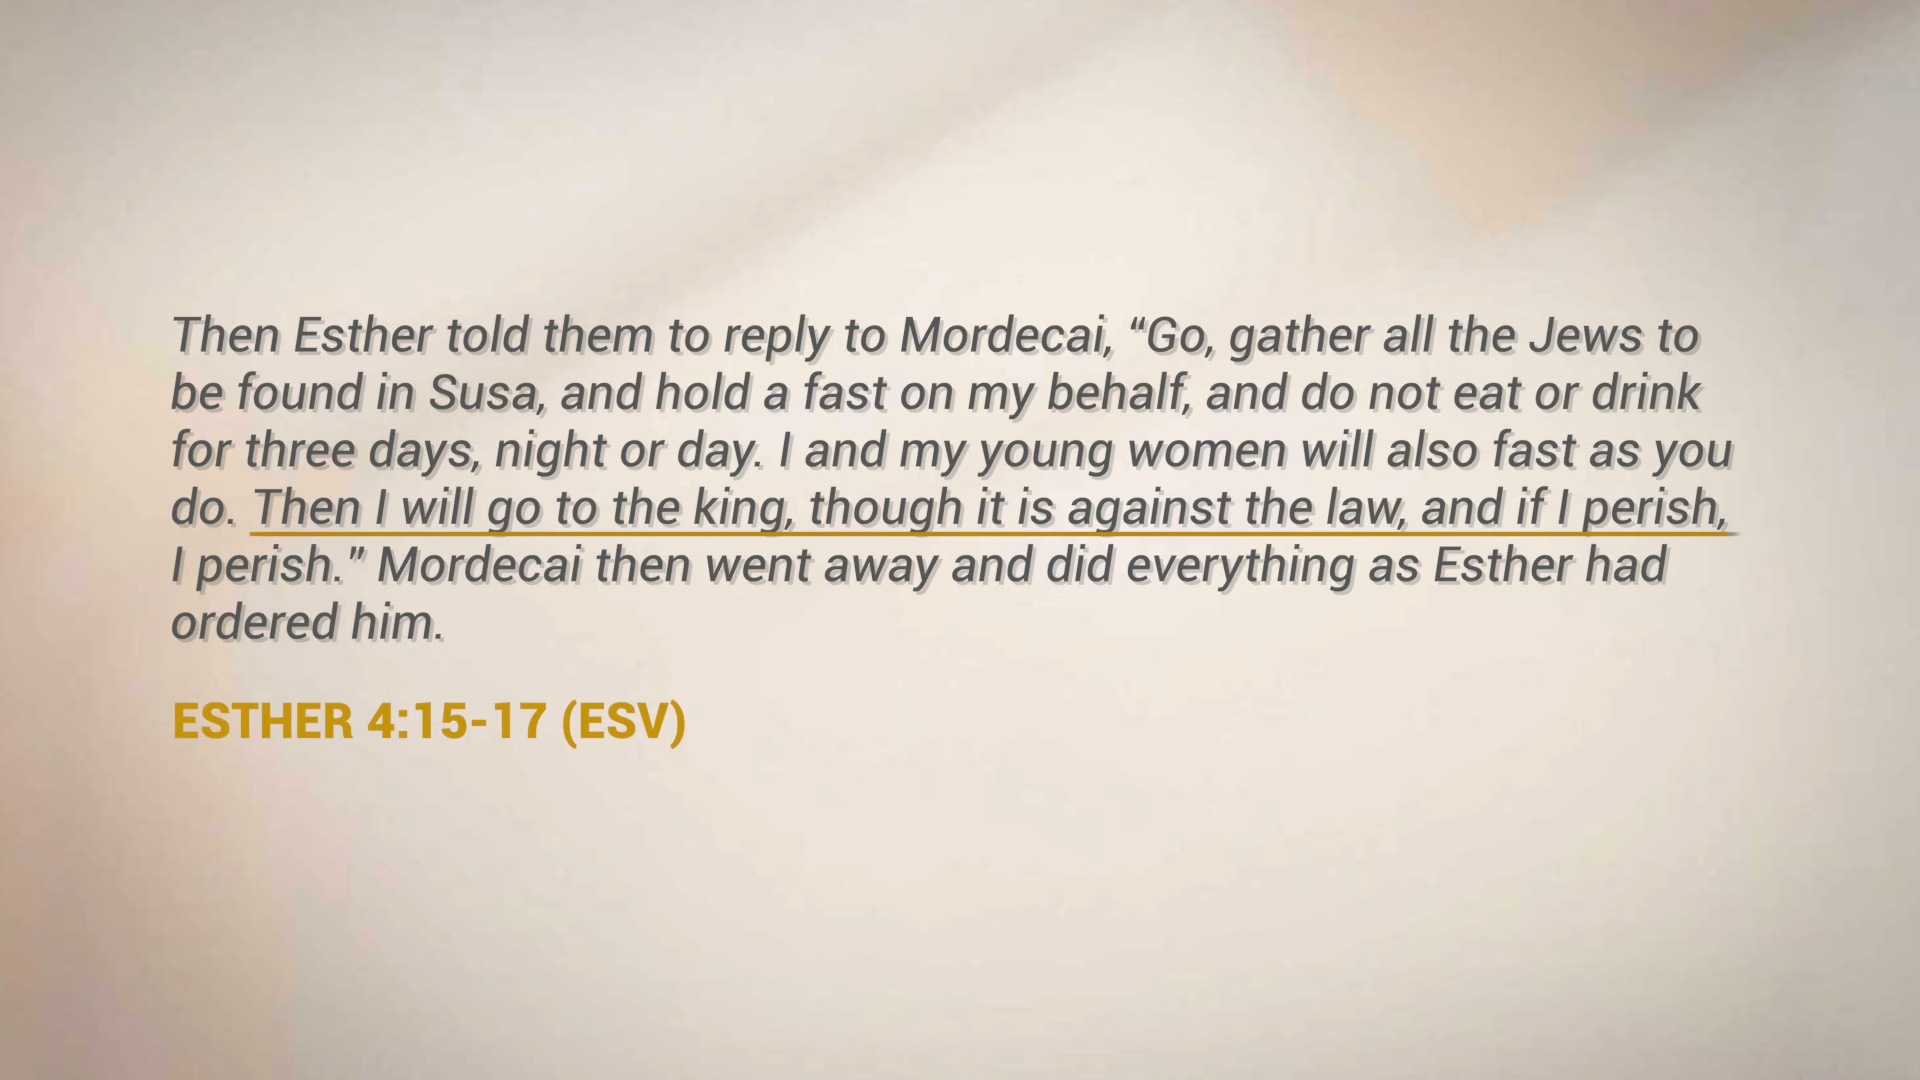 Then Esther told them to reply to Mordecai, “Go, gather all the Jews to
be found in Susa, and hold a fast on my behalf, and do not eat or drink
for three days, night or day. I and my young women will also fast as you
do. Then I will go to the king, though it is against the law, and if I perish,
I perish.” Mordecai then went away and did everything as Esther had
ordered him.
ESTHER 4:15-17 (ESV)